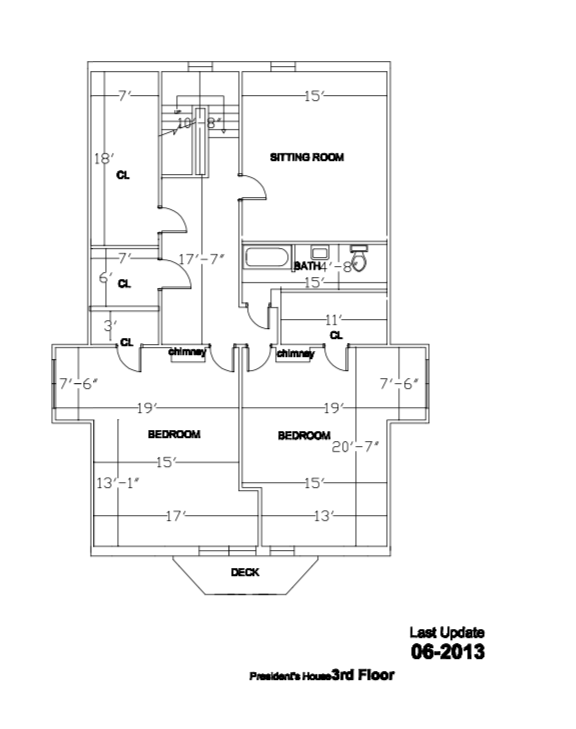 7'
15'
10'-8"
18'
SITTING ROOM
CL
17'-7"
7'
BATH 4'-8"
6'
CL
15'
11'
3'
CL
CL
chimney
chimney
7'-6"
7'-6"
19'
19'
BEDROOM
BEDROOM
20'-7"
15'
13'-1"
15'
17'
13'
DECK
Last Update
06-2013
President's House 3rd Floor